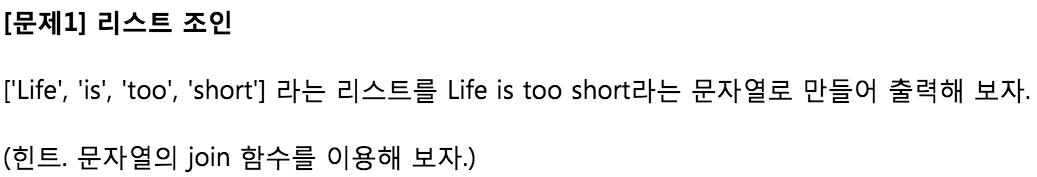 [문제1] 리스트 조인
['Life', 'is', 'too', 'short'] 라는 리스트를 Life is too short라는 문자열로 만들어 출력해 보자.
(힌트. 문자열의 join 함수를 이용해 보자.)